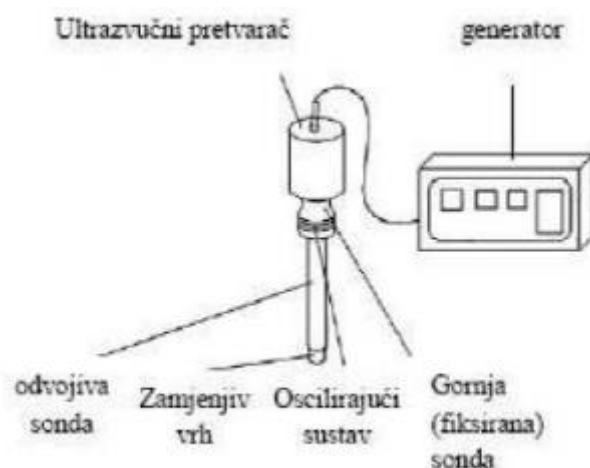 Ultrazvučni pretvarač
generator
odvojiva
sonda
Zamjenjiv
vrh
Oscilirajući
sustav
Gornja
(fiksirana)
sonda